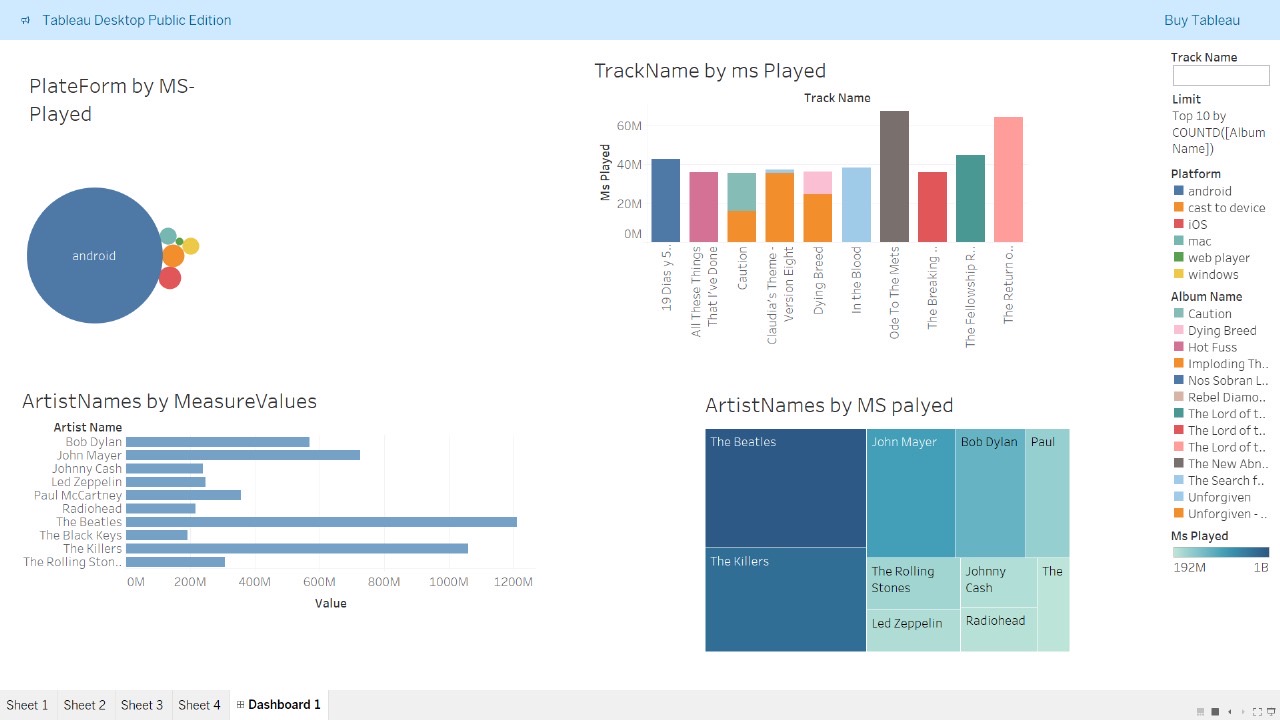 Tableau Desktop Public Edition
Buy Tableau
PlateForm by MS-
Played
android
TrackName by ms Played
Track Name
Ms Played
60M
40M
20M
0M
19 Dias y 5..
All These Things
That I've Done
Caution
Claudia's Theme -
Version Eight
Dying Breed
In the Blood
Ode To The Mets
The Breaking ..
The Fellowship R..
The Return o..
ArtistNames by MeasureValues
Artist Name
Bob Dylan
John Mayer
Johnny Cash
Led Zeppelin
Paul McCartney
Radiohead
The Beatles
The Black Keys
The Killers
The Rolling Ston..
0M 200M 400M 600M 800M 1000M 1200M
Value
ArtistNames by MS palyed
The Beatles
John Mayer
Bob Dylan
Paul
The Killers
The Rolling
Stones
Johnny
Cash
The
Led Zeppelin
Radiohead
Track Name
Limit
Top 10 by
COUNTD([Album
Name])
Platform
android
cast to device
iOS
mac
web player
windows
Album Name
Caution
Dying Breed
Hot Fuss
Imploding Th..
Nos Sobran L..
Rebel Diamo..
The Lord of t..
The Lord of t..
The Lord of t..
The New Abn..
The Search f..
Unforgiven
Unforgiven - ..
Ms Played
192M 1B
Sheet 1
Sheet 2
Sheet 3
Sheet 4
Dashboard 1